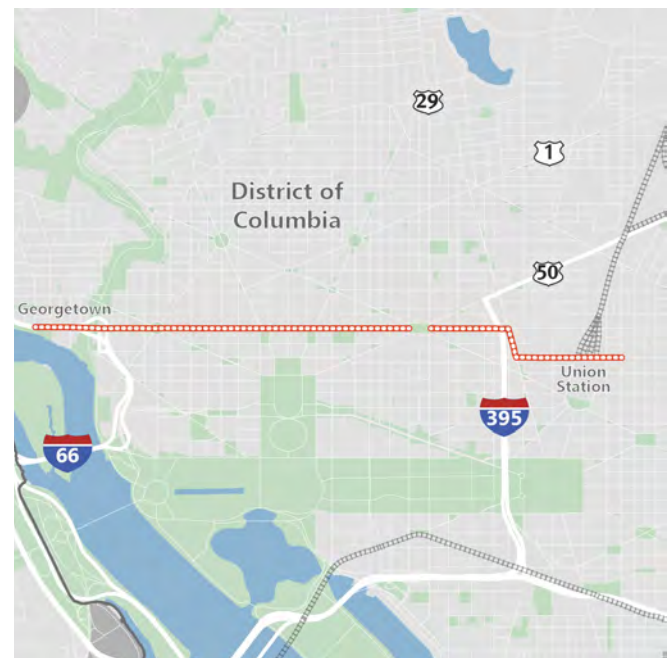 29
1
District of
Columbia
50
Georgetown
Union
Station
395
66